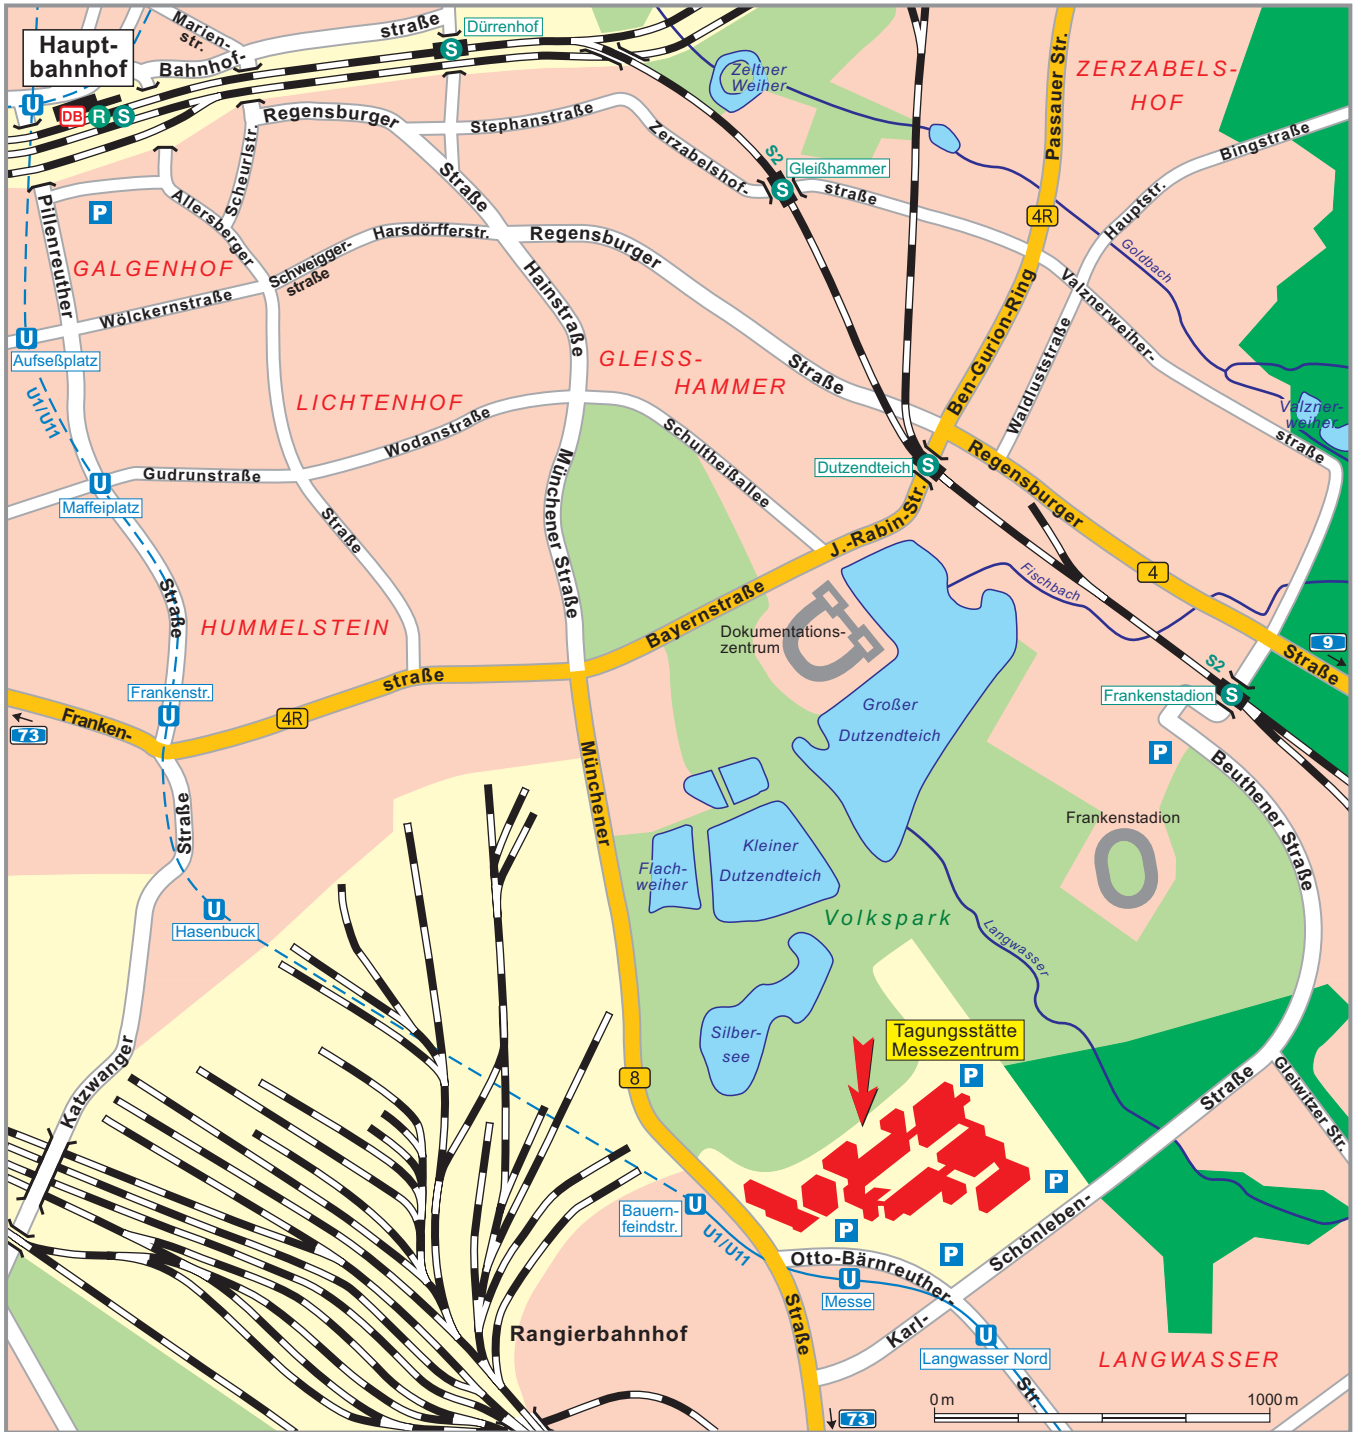 Marien-
str.
straße
Dürrenhof
S
Haupt-
bahnhof
Bahnhof-
U
DB
R
S
Regensburger
Stephanstraße
Zerzabelshof-
straße
S2
Gleißhammer
S
Zeltner
Weiher
Passauer Str.
ZERZABELS-
HOF
Bingstraße
Hauptstr.
4R
Goldbach
Scheurlstr.
Straße
P
Allersberger
Pillenreuther
GALGENHOF
Schweigger-
straße
Harsdörfferstr.
Regensburger
Wölckernstraße
Hainstraße
Valznerweiher-
straße
Ben-Gurion-Ring
Waldluststraße
U
Aufseßplatz
U1/U11
GLEISS-
HAMMER
Straße
LICHTENHOF
Wodanstraße
Schultheißallee
Valzner-
weiher
Gudrunstraße
U
Maffeiplatz
Dutzendteich
S
Regensburger
Münchener Straße
Straße
J.-Rabin-Str.
4
Fischbach
Straße
HUMMELSTEIN
Bayernstraße
Dokumentations-
zentrum
9
Straße
S2
Frankenstadion
S
straße
Frankenstr.
U
4R
Franken-
73
Großer
Dutzendteich
P
Beuthener Straße
Münchener
Straße
Frankenstadion
Kleiner
Dutzendteich
Flach-
weiher
U
Hasenbuck
Volkspark
Langwasser
Silber-
see
Tagungsstätte
Messezentrum
P
Katzwanger
8
Straße
Gleiwitzer Str.
P
U
Bauern-
feindstr.
U1/U11
P
P
Schönleben-
Otto-Bärnreuther-
U
Messe
Straße
Karl-
Rangierbahnhof
U
Langwasser Nord
LANGWASSER
Str.
0 m
1000 m
73